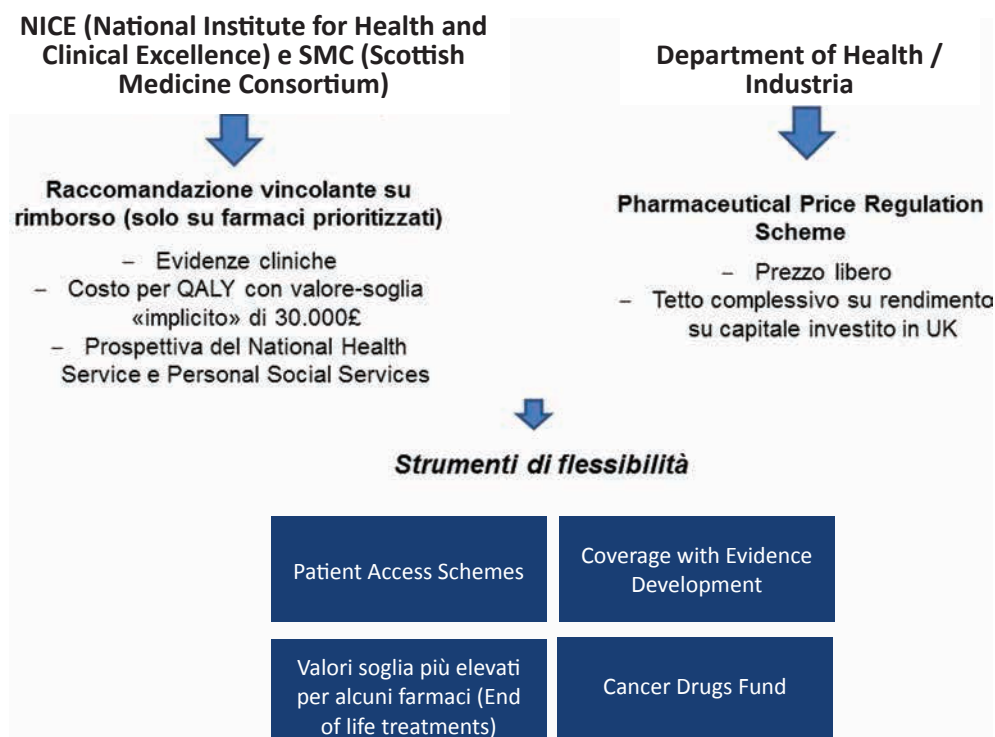 NICE (National Institute for Health and
Clinical Excellence) e SMC (Scottish
Medicine Consortium)
Raccomandazione vincolante su
rimborso (solo su farmaci prioritizzati)
– Evidenze cliniche
– Costo per QALY con valore-soglia
«implicito» di 30.000£
– Prospettiva del National Health
Service e Personal Social Services
Department of Health /
Industria
Pharmaceutical Price Regulation
Scheme
– Prezzo libero
– Tetto complessivo su rendimento
su capitale investito in UK
Strumenti di flessibilità
Patient Access Schemes
Coverage with Evidence
Development
Valori soglia più elevati
per alcuni farmaci (End
of life treatments)
Cancer Drugs Fund